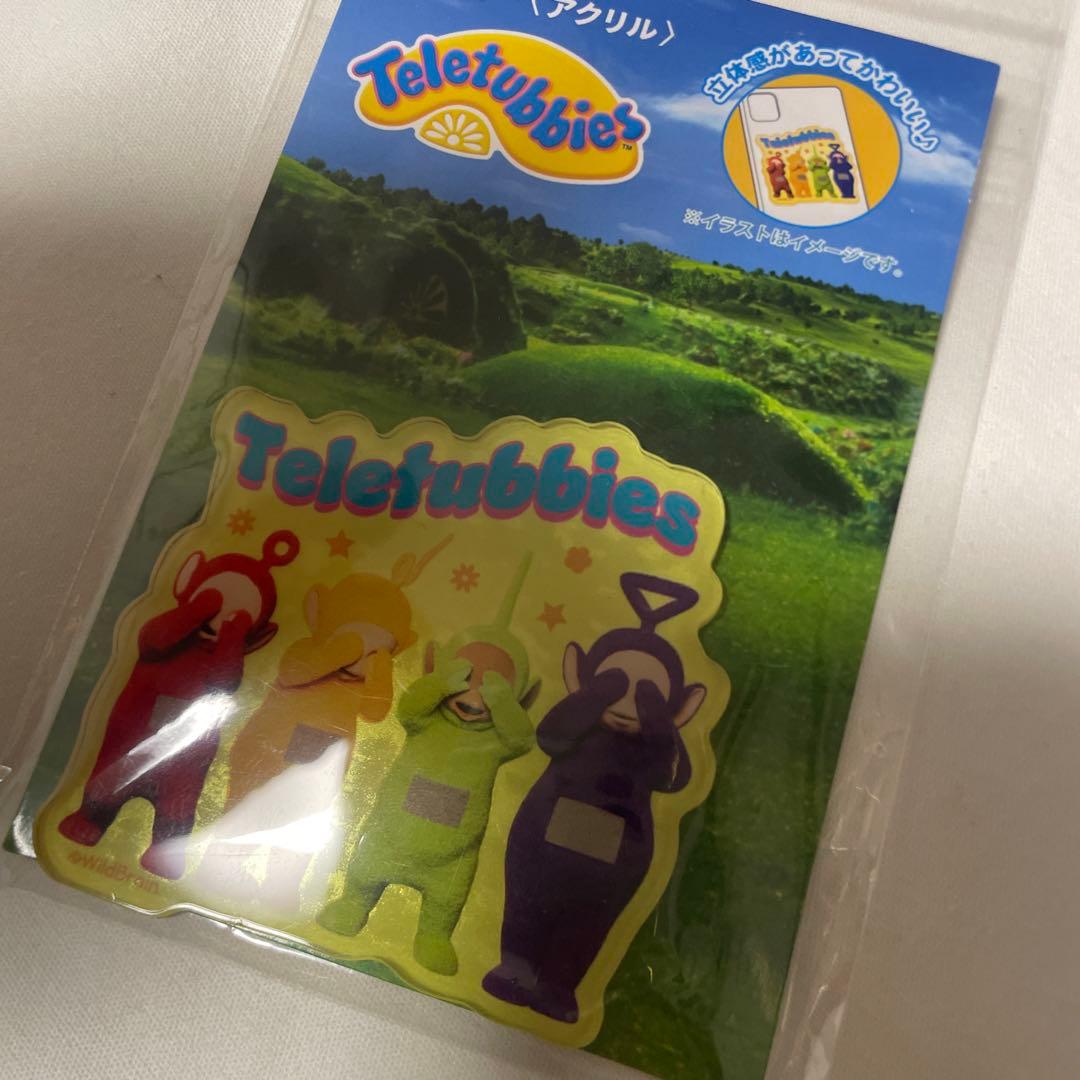 〈アクリル〉
Teletubbies™
立体感があってかわいい♪
Teletubbies
※イラストはイメージです。
Teletubbies
©WildBrain